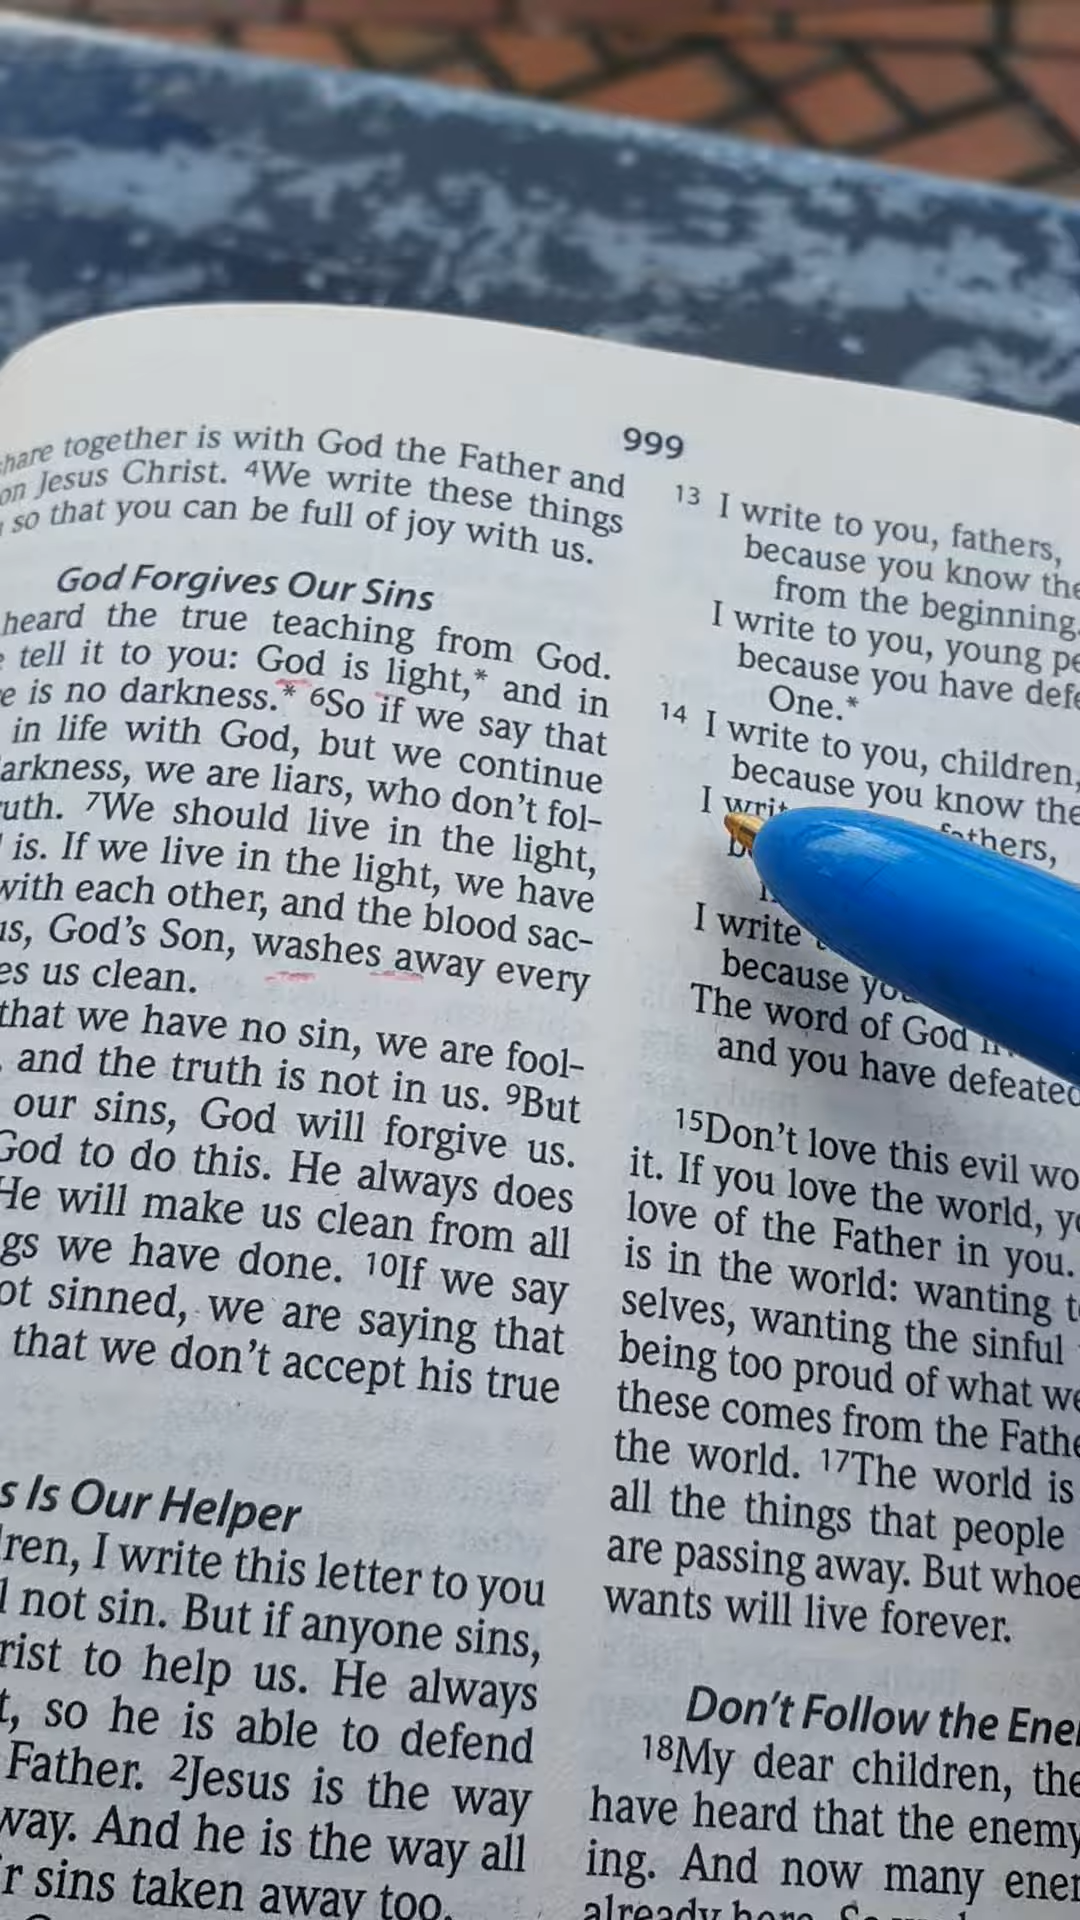 999
share together is with God the Father and
on Jesus Christ. 4We write these things
so that you can be full of joy with us.
God Forgives Our Sins
heard the true teaching from God.
tell it to you: God is light,* and in
e is no darkness.* 6So if we say that
in life with God, but we continue
arkness, we are liars, who don't fol-
uth. 7We should live in the light,
is. If we live in the light, we have
with each other, and the blood sac-
us, God's Son, washes away every
es us clean.
that we have no sin, we are fool-
, and the truth is not in us. 9But
our sins, God will forgive us.
God to do this. He always does
He will make us clean from all
gs we have done. 10If we say
ot sinned, we are saying that
that we don't accept his true
s Is Our Helper
ren, I write this letter to you
l not sin. But if anyone sins,
rist to help us. He always
t, so he is able to defend
Father. 2Jesus is the way
way. And he is the way all
r sins taken away too.
13 I write to you, fathers,
because you know the
from the beginning.
I write to you, young pe
because you have defe
One.*
14 I write to you, children,
because you know the
I writ fathers,
I write
because you
The word of God
and you have defeated
15Don't love this evil wo
it. If you love the world, yo
love of the Father in you.
is in the world: wanting to
selves, wanting the sinful
being too proud of what we
these comes from the Fathe
the world. 17The world is
all the things that people
are passing away. But whoe
wants will live forever.
Don't Follow the Ene
18My dear children, the
have heard that the enemy
ing. And now many ener
already here. So